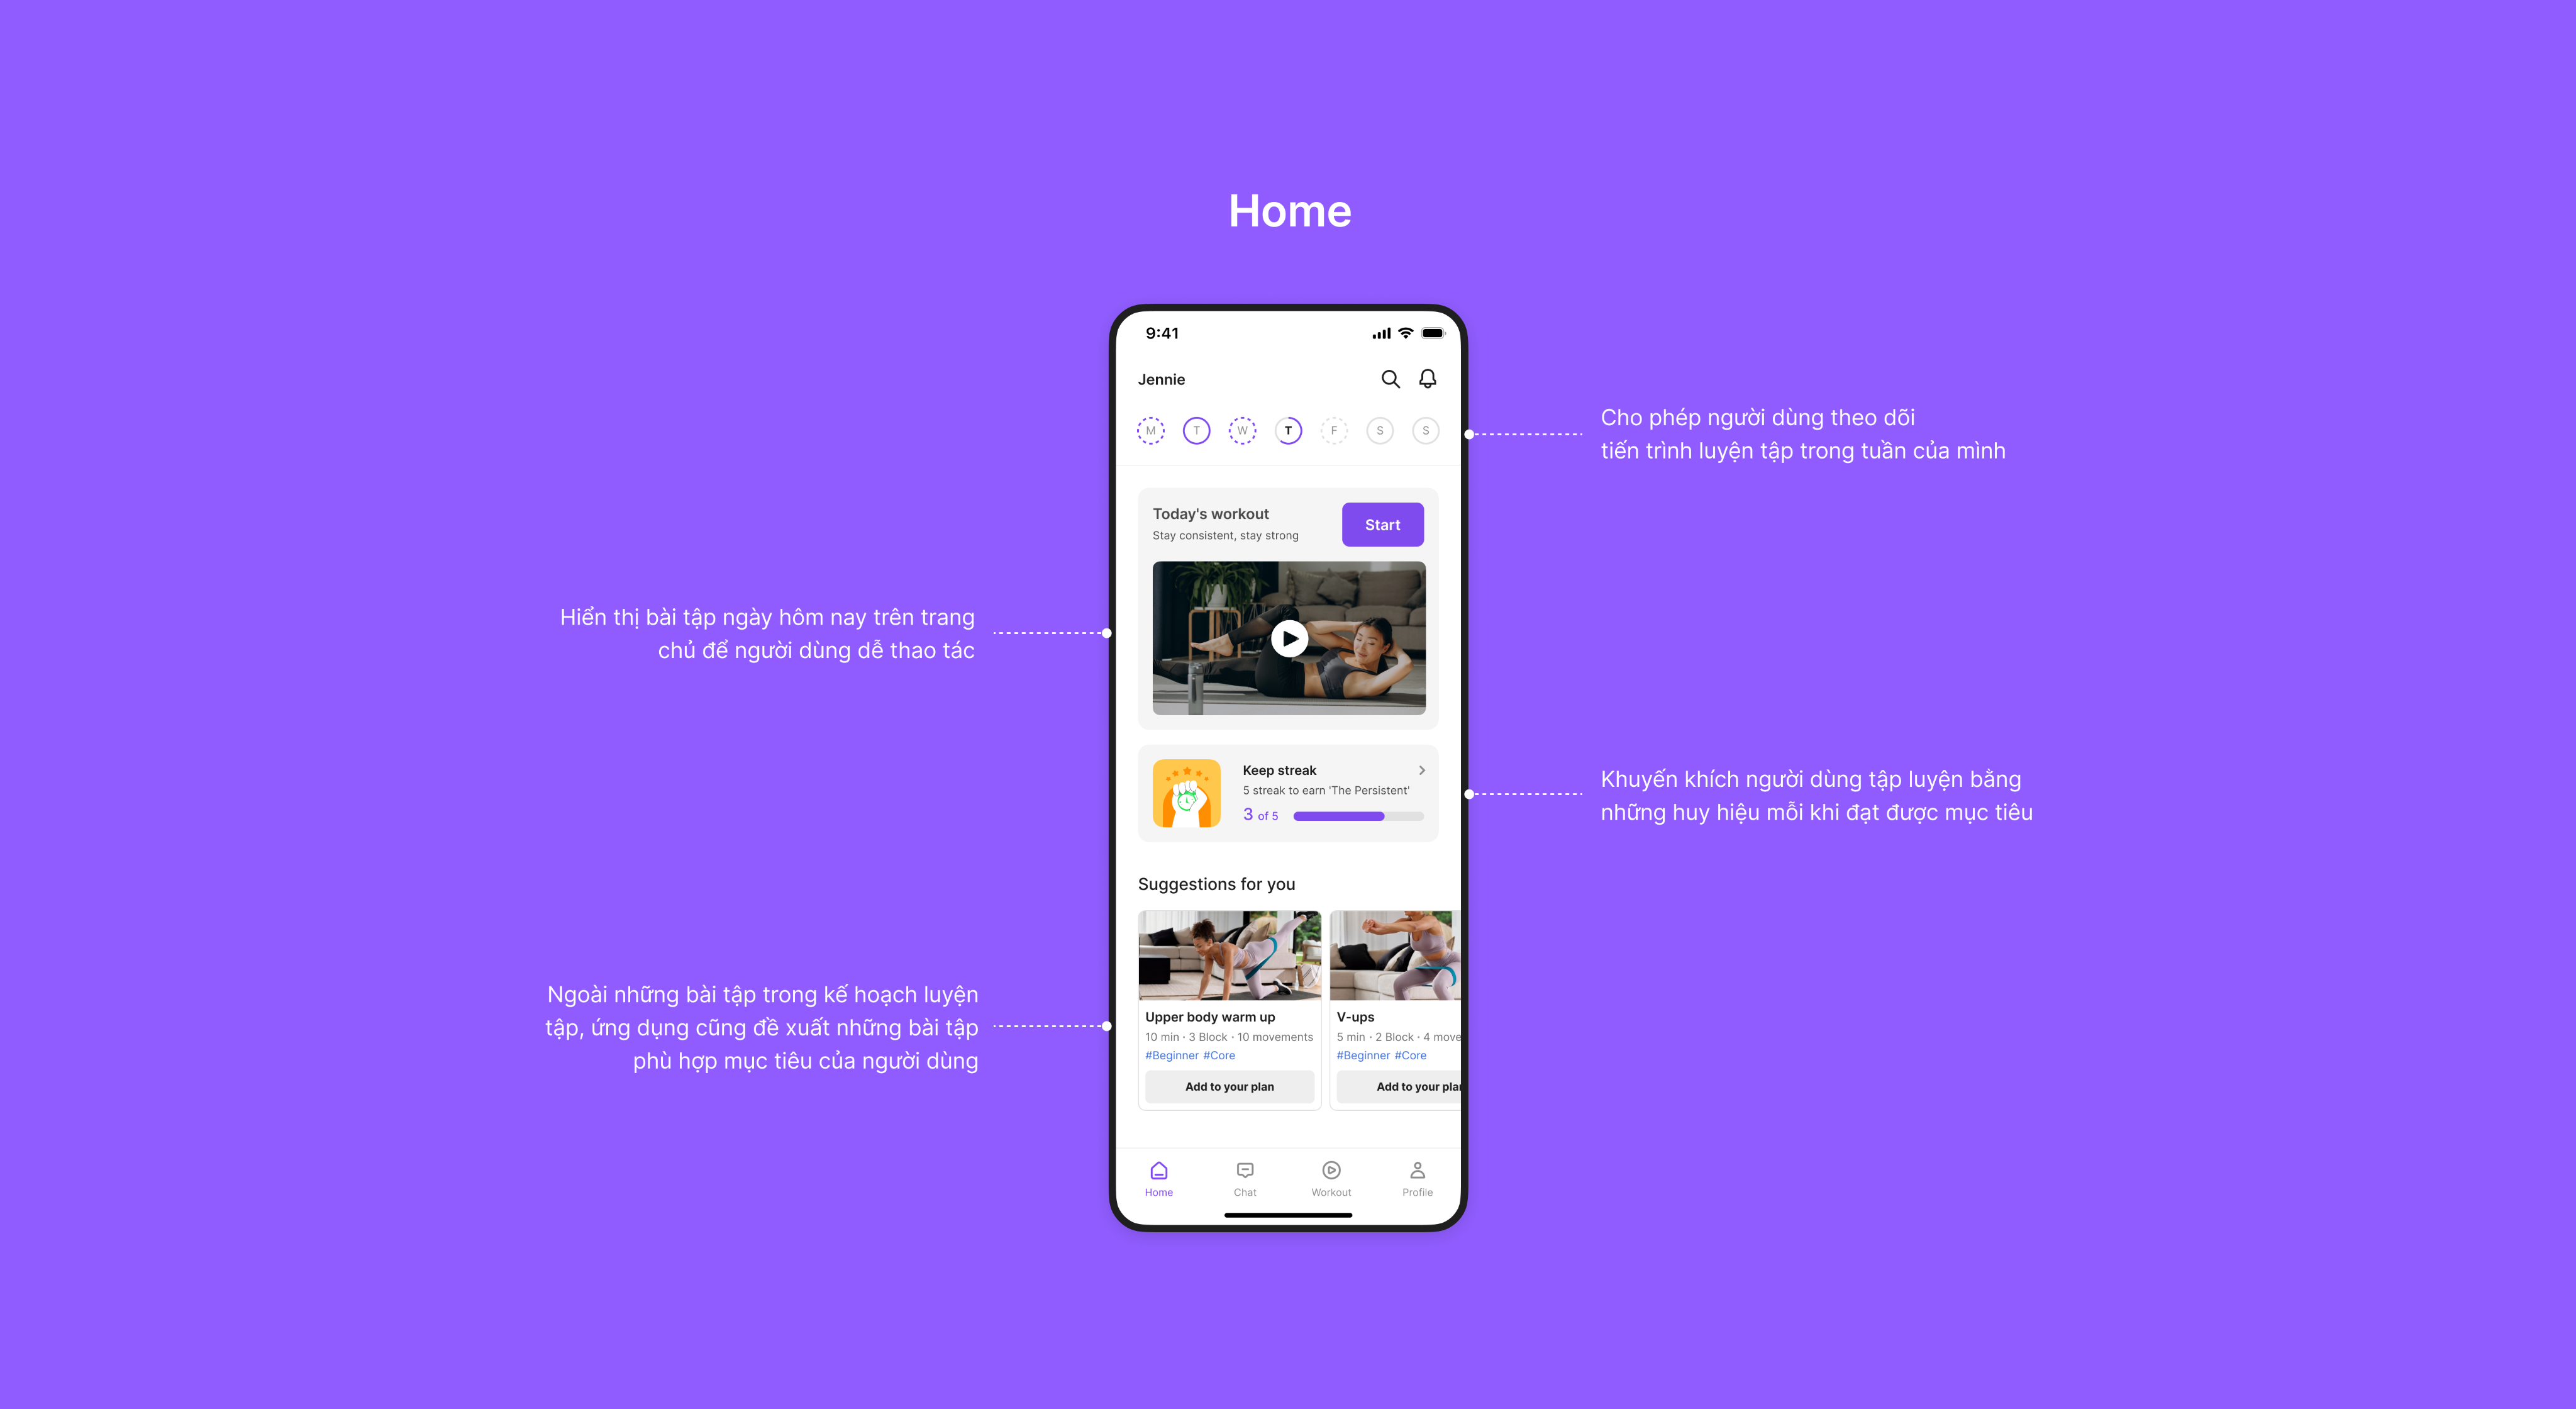 Home
9:41
Jennie
M T W T F S S
Cho phép người dùng theo dõi
tiến trình luyện tập trong tuần của mình
Today's workout
Stay consistent, stay strong
Start
Hiển thị bài tập ngày hôm nay trên trang
chủ để người dùng dễ thao tác
Keep streak
5 streak to earn 'The Persistent'
3 of 5
Khuyến khích người dùng tập luyện bằng
những huy hiệu mỗi khi đạt được mục tiêu
Suggestions for you
Ngoài những bài tập trong kế hoạch luyện
tập, ứng dụng cũng đề xuất những bài tập
phù hợp mục tiêu của người dùng
Upper body warm up
10 min · 3 Block · 10 movements
#Beginner #Core
Add to your plan
V-ups
5 min · 2 Block · 4 move
#Beginner #Core
Add to your plan
Home
Chat
Workout
Profile